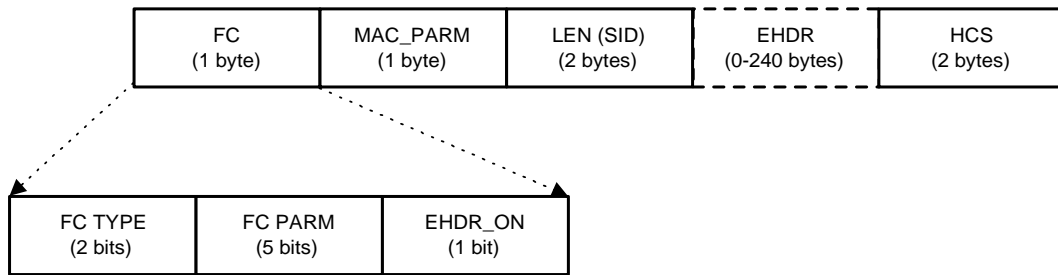 FC
(1 byte)
MAC_PARM
(1 byte)
LEN (SID)
(2 bytes)
EHDR
(0-240 bytes)
HCS
(2 bytes)
FC TYPE
(2 bits)
FC PARM
(5 bits)
EHDR_ON
(1 bit)